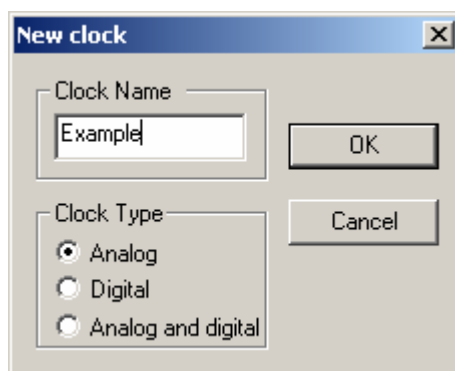 New clock
Clock Name
Example
OK
Clock Type
Cancel
Analog
Digital
Analog and digital